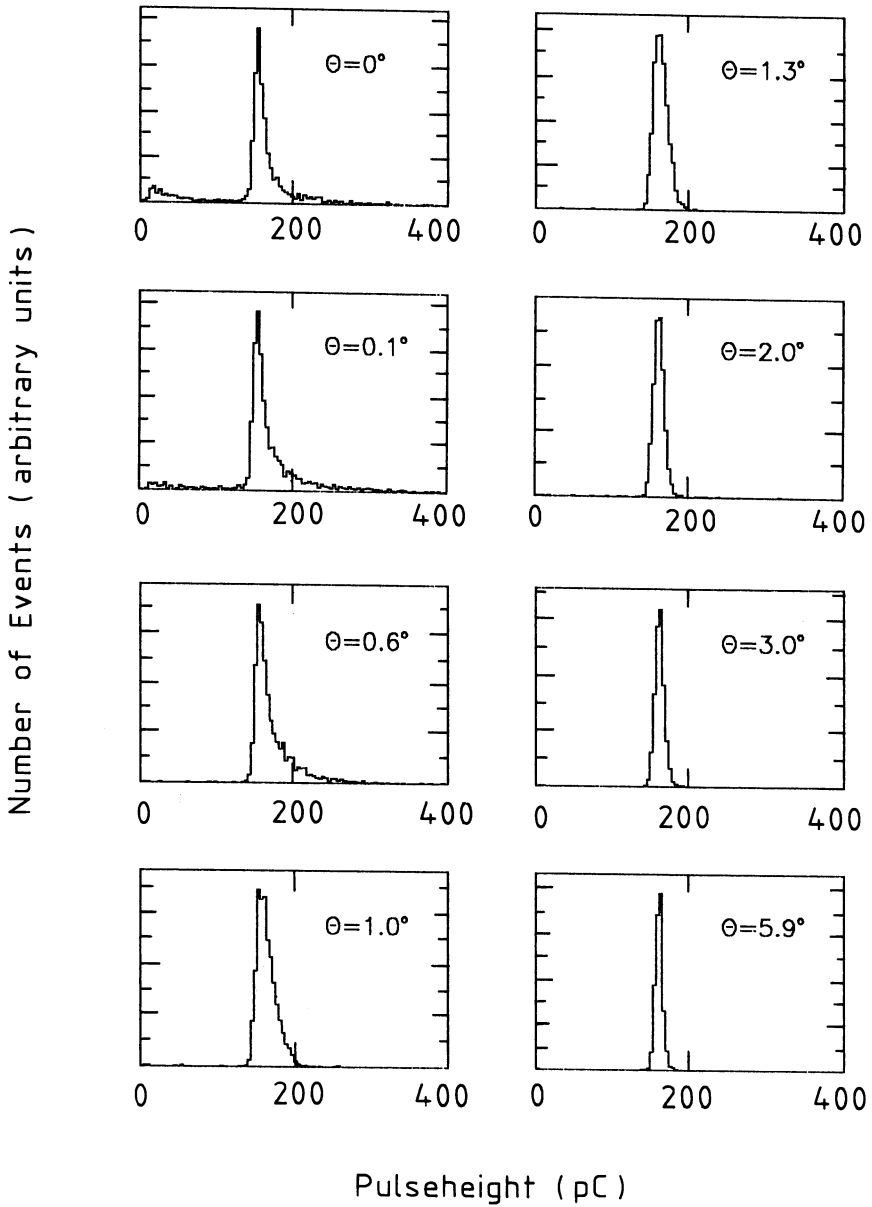 Number of Events (arbitrary units)
Θ=0°
0 200 400
Θ=1.3°
0 200 400
Θ=0.1°
0 200 400
Θ=2.0°
0 200 400
Θ=0.6°
0 200 400
Θ=3.0°
0 200 400
Θ=1.0°
0 200 400
Θ=5.9°
0 200 400
Pulseheight (pC)